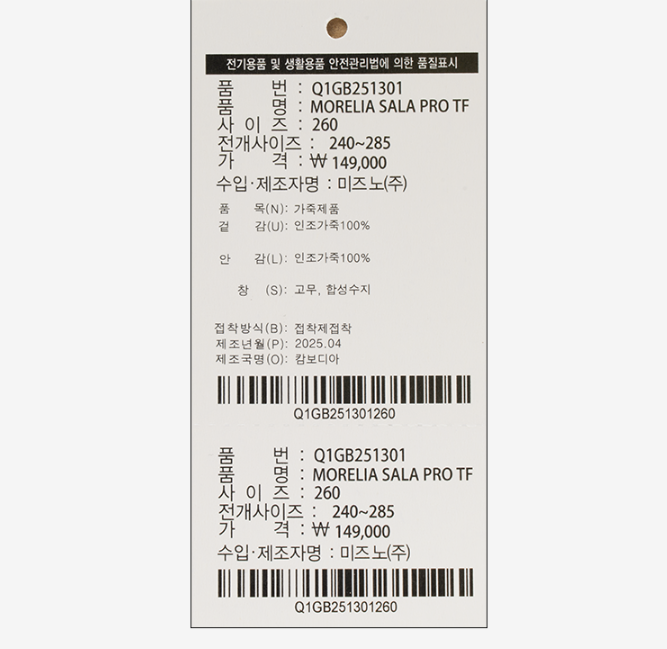 전기용품 및 생활용품 안전관리법에 의한 품질표시
품 번 : Q1GB251301
품 명 : MORELIA SALA PRO TF
사 이 즈 : 260
전개사이즈 : 240~285
가 격 : ₩ 149,000
수입·제조자명 : 미즈노(주)
품 목(N): 가죽제품
겉 감(U): 인조가죽100%
안 감(L): 인조가죽100%
창 (S): 고무, 합성수지
접착방식(B): 접착제접착
제조년월(P): 2025.04
제조국명(O): 캄보디아
Q1GB251301260
품 번 : Q1GB251301
품 명 : MORELIA SALA PRO TF
사 이 즈 : 260
전개사이즈 : 240~285
가 격 : ₩ 149,000
수입·제조자명 : 미즈노(주)
Q1GB251301260